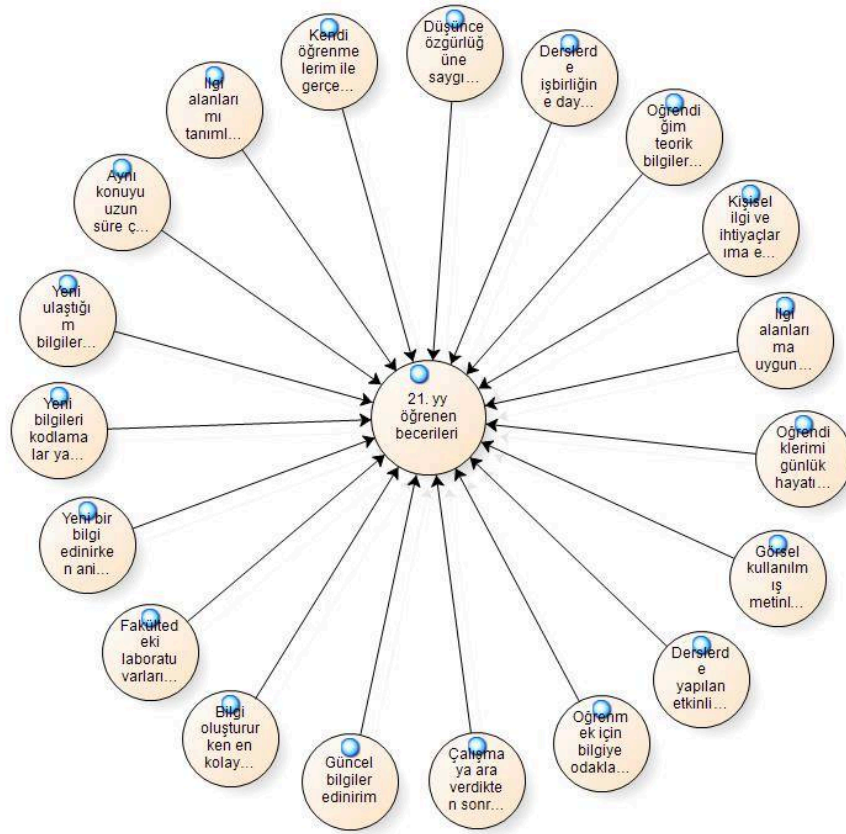 Kendi
öğrenme
lerim ile
gerçe...
Düşünce
özgürlüğ
üne
saygı...
Derslerd
e
işbirliğin
e day...
Öğrendi
ğim
teorik
bilgiler...
Kişisel
ilgi ve
ihtiyaçlar
ıma e...
İlgi
alanları
ma
uygun...
Öğrendi
klerimi
günlük
hayatı...
Görsel
kullanılm
ış
metinl...
Derslerd
e
yapılan
etkinli...
Öğrenm
ek için
bilgiye
odakla...
Çalışma
ya ara
verdikte
n sonr...
Güncel
bilgiler
edinirim
Bilgi
oluşturur
ken en
kolay...
Fakülted
eki
laboratu
varları...
Yeni bir
bilgi
edinirke
n ani...
Yeni
bilgileri
kodlama
lar ya...
Yeni
ulaştığı
m
bilgiler...
Aynı
konuyu
uzun
süre ç...
İlgi
alanları
mı
tanıml...
21. yy
öğrenen
becerileri